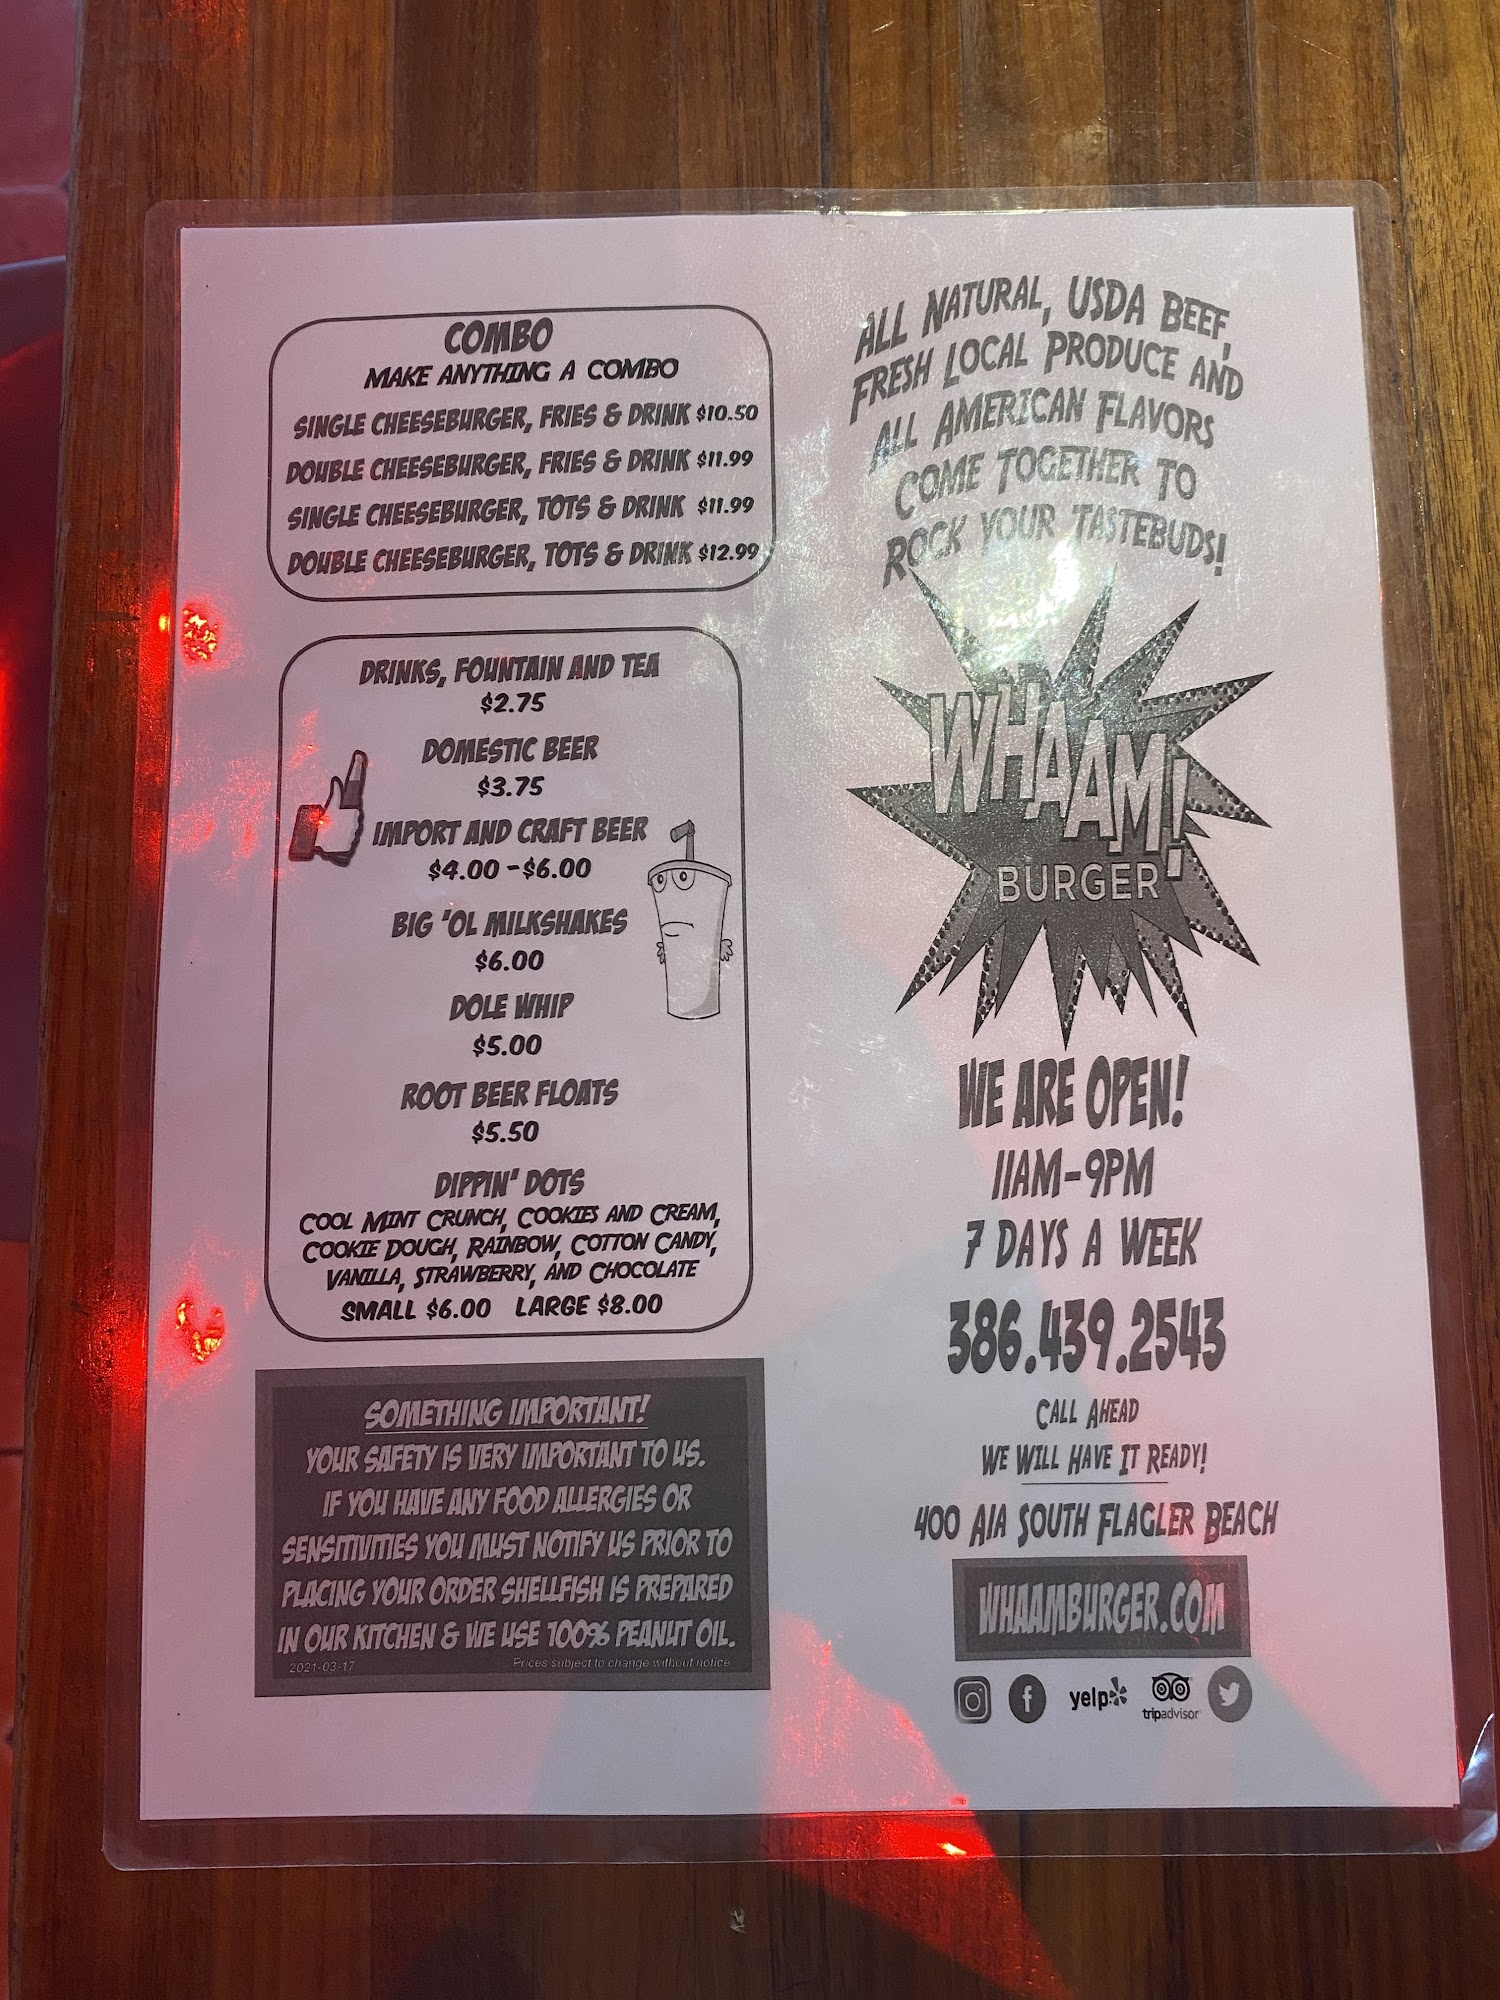 COMBO
MAKE ANYTHING A COMBO
SINGLE CHEESEBURGER, FRIES & DRINK $10.50
DOUBLE CHEESEBURGER, FRIES & DRINK $11.99
SINGLE CHEESEBURGER, TOTS & DRINK $11.99
DOUBLE CHEESEBURGER, TOTS & DRINK $12.99
DRINKS, FOUNTAIN AND TEA
$2.75
DOMESTIC BEER
$3.75
IMPORT AND CRAFT BEER
$4.00 -$6.00
BIG 'OL MILKSHAKES
$6.00
DOLE WHIP
$5.00
ROOT BEER FLOATS
$5.50
DIPPIN' DOTS
COOL MINT CRUNCH, COOKIES AND CREAM,
COOKIE DOUGH, RAINBOW, COTTON CANDY,
VANILLA, STRAWBERRY, AND CHOCOLATE
SMALL $6.00 LARGE $8.00
SOMETHING IMPORTANT!
YOUR SAFETY IS VERY IMPORTANT TO US.
IF YOU HAVE ANY FOOD ALLERGIES OR
SENSITIVITIES YOU MUST NOTIFY US PRIOR TO
PLACING YOUR ORDER SHELLFISH IS PREPARED
IN OUR KITCHEN & WE USE 100% PEANUT OIL.
2021-03-17 Prices subject to change without notice
ALL NATURAL, USDA BEEF,
FRESH LOCAL PRODUCE AND
ALL AMERICAN FLAVORS
COME TOGETHER TO
ROCK YOUR TASTEBUDS!
WHAAM!
BURGER
WE ARE OPEN!
11AM-9PM
7 DAYS A WEEK
386.439.2543
CALL AHEAD
WE WILL HAVE IT READY!
400 A1A SOUTH FLAGLER BEACH
WHAAMBURGER.COM
yelp
tripadvisor